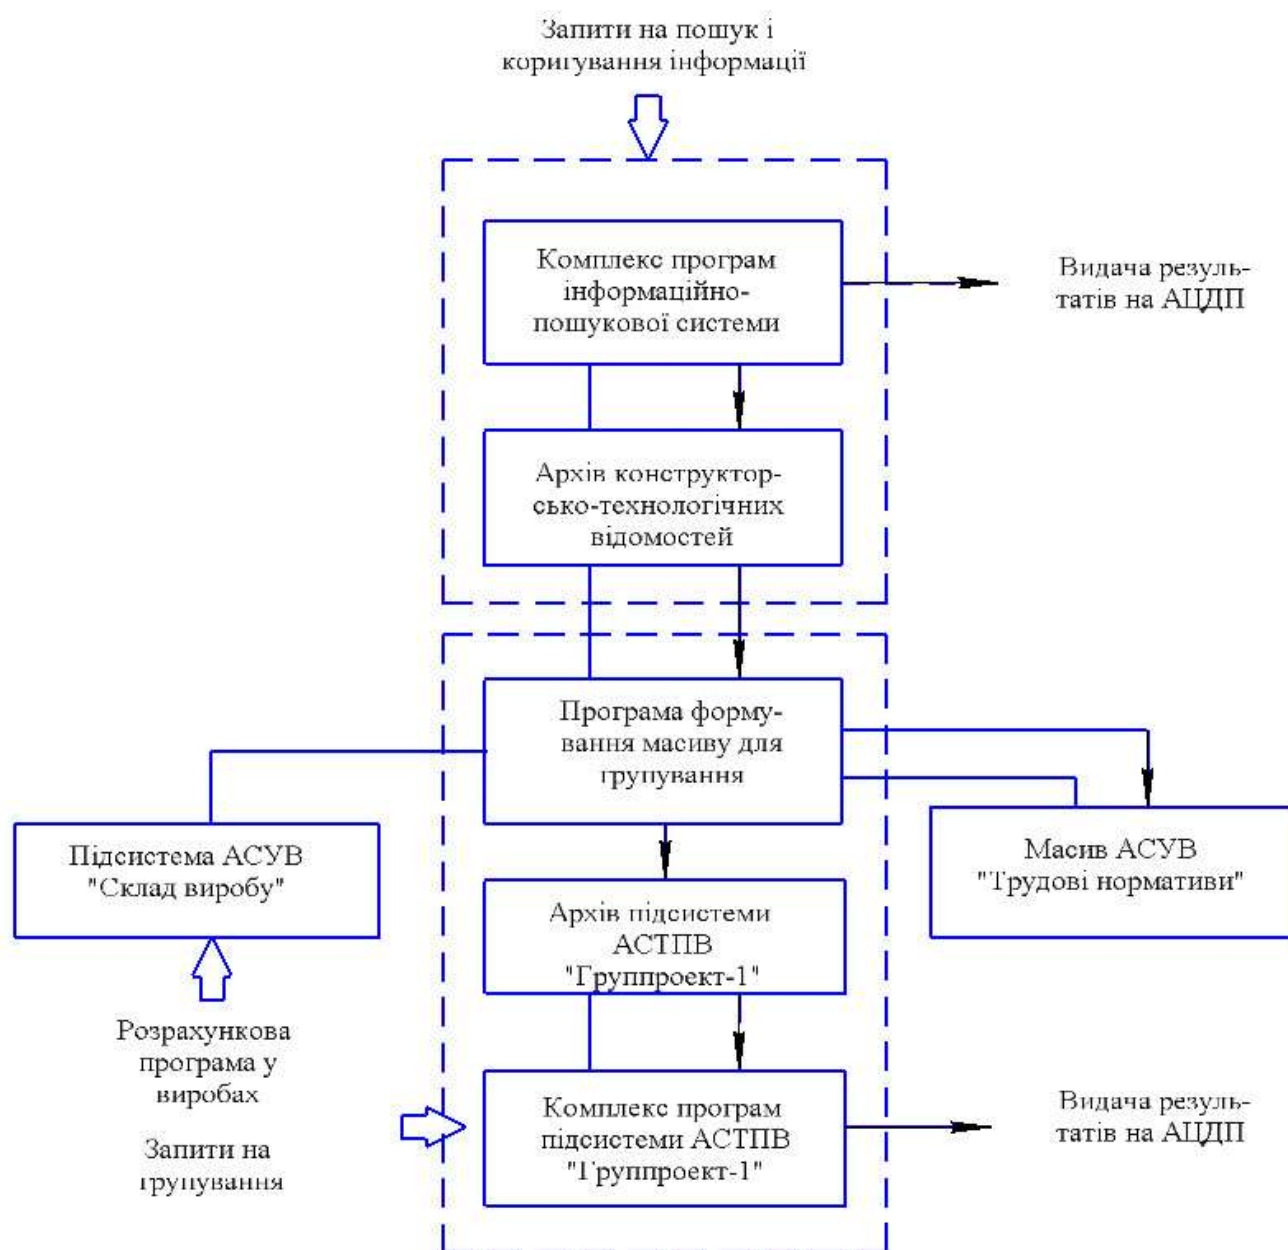 Запити на пошук і
коригування інформації
Комплекс програм
інформаційно-
пошукової системи
Видача резуль-
татів на АЦДП
Архів конструктор-
сько-технологічних
відомостей
Програма форму-
вання масиву для
групування
Підсистема АСУВ
"Склад виробу"
Масив АСУВ
"Трудові нормативи"
Архів підсистеми
АСТПВ
"Группроект-1"
Розрахункова
програма у
виробах
Запити на
групування
Комплекс програм
підсистеми АСТПВ
"Группроект-1"
Видача резуль-
татів на АЦДП